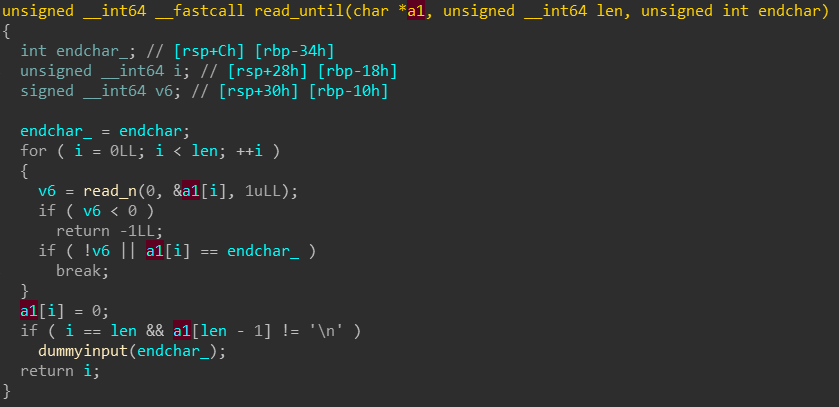 unsigned __int64 __fastcall read_until(char *a1, unsigned __int64 len, unsigned int endchar)
{
  int endchar_; // [rsp+Ch] [rbp-34h]
  unsigned __int64 i; // [rsp+28h] [rbp-18h]
  signed __int64 v6; // [rsp+30h] [rbp-10h]

  endchar_ = endchar;
  for ( i = 0LL; i < len; ++i )
  {
    v6 = read_n(0, &a1[i], 1uLL);
    if ( v6 < 0 )
      return -1LL;
    if ( !v6 || a1[i] == endchar_ )
      break;
  }
  a1[i] = 0;
  if ( i == len && a1[len - 1] != '\n' )
    dummyinput(endchar_);
  return i;
}